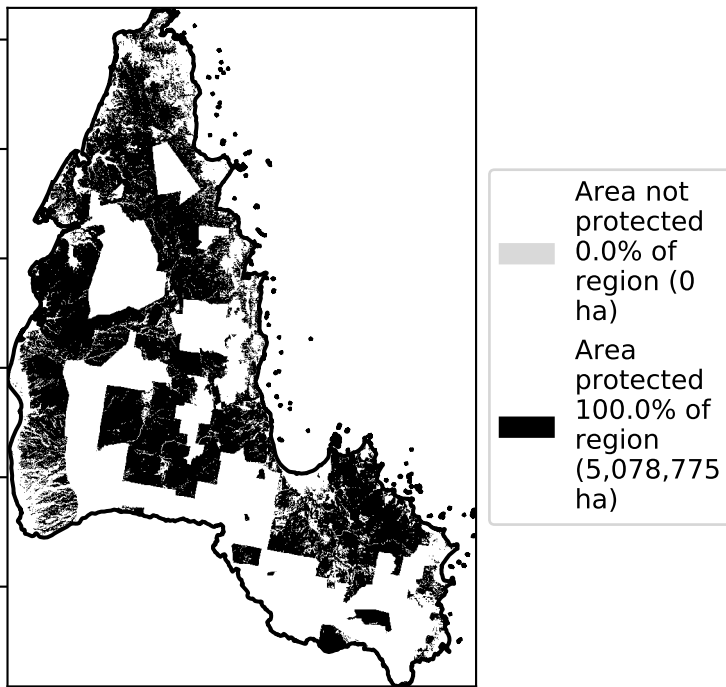 Area not
protected
0.0% of
region (0
ha)
Area
protected
100.0% of
region
(5,078,775
ha)